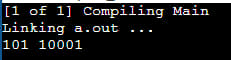 [1 of 1] Compiling Main
Linking a.out ...
101 10001